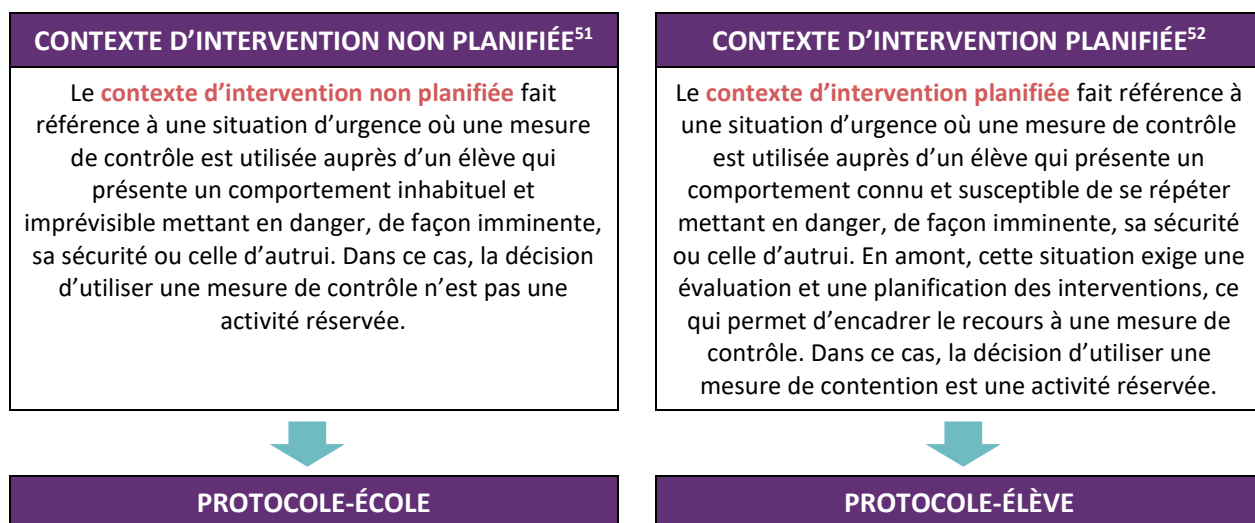 CONTEXTE D’INTERVENTION NON PLANIFIÉE51
Le contexte d’intervention non planifiée fait
référence à une situation d’urgence où une mesure
de contrôle est utilisée auprès d’un élève qui
présente un comportement inhabituel et
imprévisible mettant en danger, de façon imminente,
sa sécurité ou celle d’autrui. Dans ce cas, la décision
d’utiliser une mesure de contrôle n’est pas une
activité réservée.
PROTOCOLE-ÉCOLE
CONTEXTE D’INTERVENTION PLANIFIÉE52
Le contexte d’intervention planifiée fait référence à
une situation d’urgence où une mesure de contrôle
est utilisée auprès d’un élève qui présente un
comportement connu et susceptible de se répéter
mettant en danger, de façon imminente, sa sécurité
ou celle d’autrui. En amont, cette situation exige une
évaluation et une planification des interventions, ce
qui permet d’encadrer le recours à une mesure de
contrôle. Dans ce cas, la décision d’utiliser une
mesure de contention est une activité réservée.
PROTOCOLE-ÉLÈVE